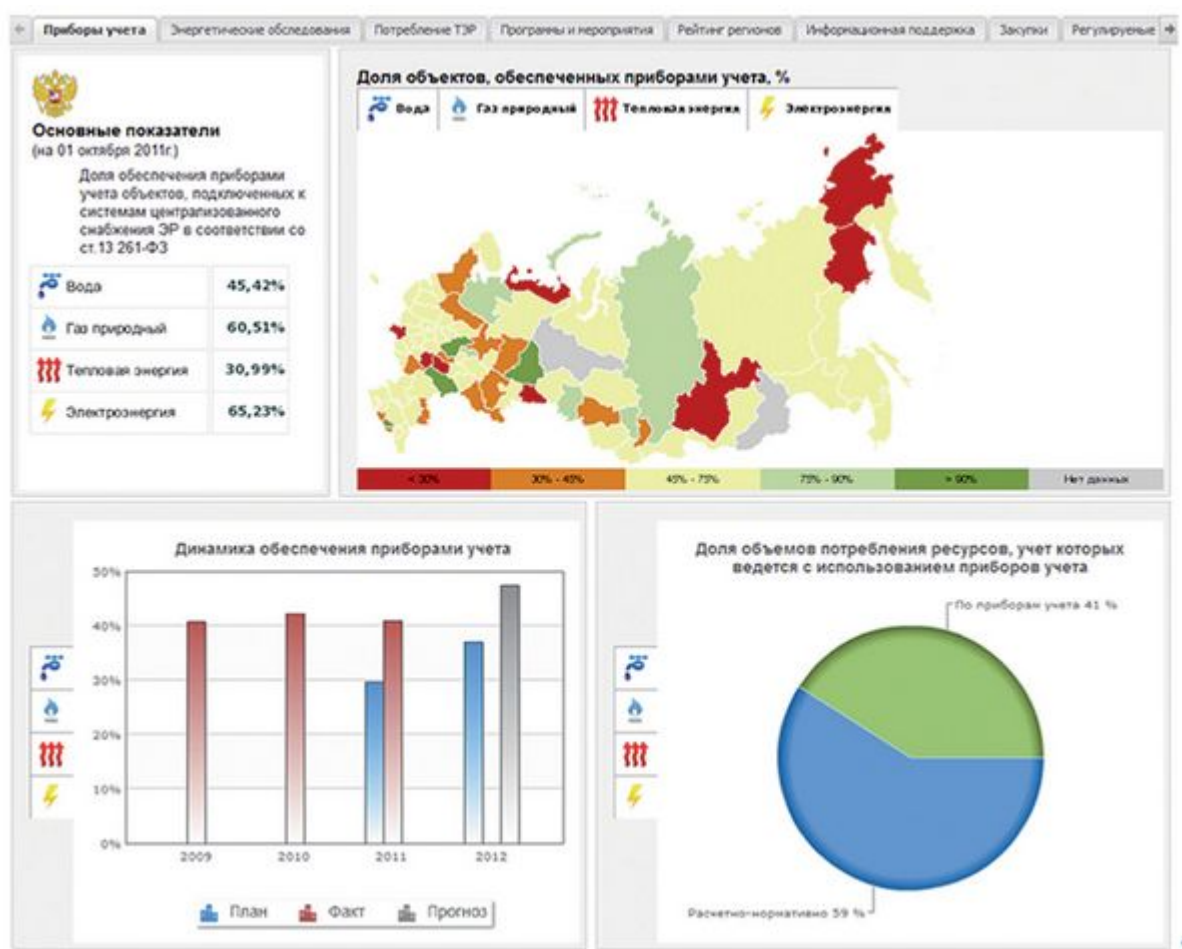 Приборы учета
Энергетические обследования
Потребление ТЭР
Программы и мероприятия
Рейтинг регионов
Информационная поддержка
Закупки
Регулируемые
Основные показатели
(на 01 октября 2011г.)
Доля обеспечения приборами
учета объектов, подключенных к
системам централизованного
снабжения ЭР в соответствии со
ст.13 261-ФЗ
Вода 45,42%
Газ природный 60,51%
Тепловая энергия 30,99%
Электроэнергия 65,23%
Доля объектов, обеспеченных приборами учета, %
Вода
Газ природный
Тепловая энергия
Электроэнергия
< 30%
30% - 45%
45% - 75%
75% - 90%
> 90%
Нет данных
Динамика обеспечения приборами учета
50%
40%
30%
20%
10%
0%
2009 2010 2011 2012
План Факт Прогноз
Доля объемов потребления ресурсов, учет которых
ведется с использованием приборов учета
По приборам учета 41 %
Расчетно-нормативно 59 %